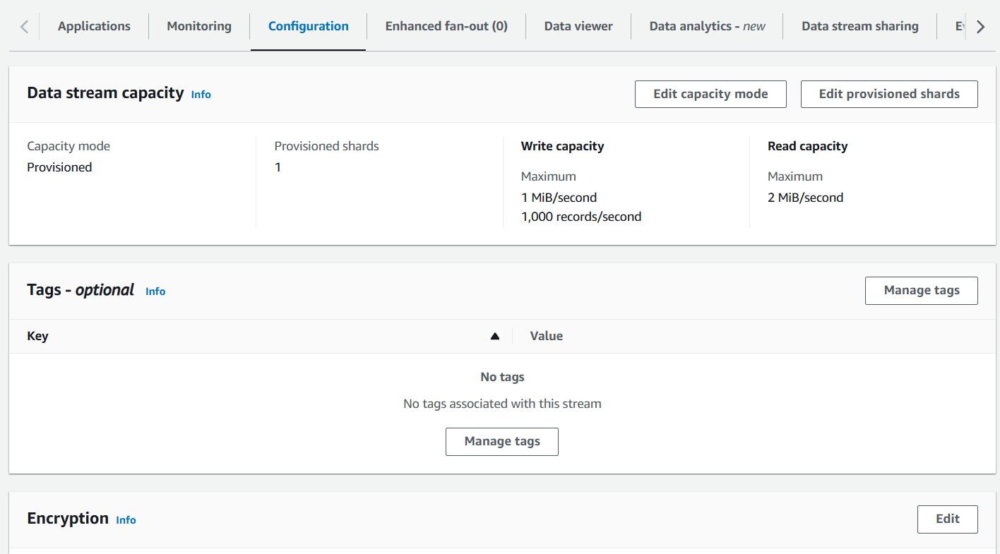 Applications Monitoring Configuration Enhanced fan-out (0) Data viewer Data analytics - new Data stream sharing
Data stream capacity Info Edit capacity mode Edit provisioned shards
Capacity mode Provisioned shards Write capacity Read capacity
Provisioned 1
Maximum Maximum
1 MiB/second 2 MiB/second
1,000 records/second
Tags - optional Info Manage tags
Key Value
No tags
No tags associated with this stream
Manage tags
Encryption Info Edit